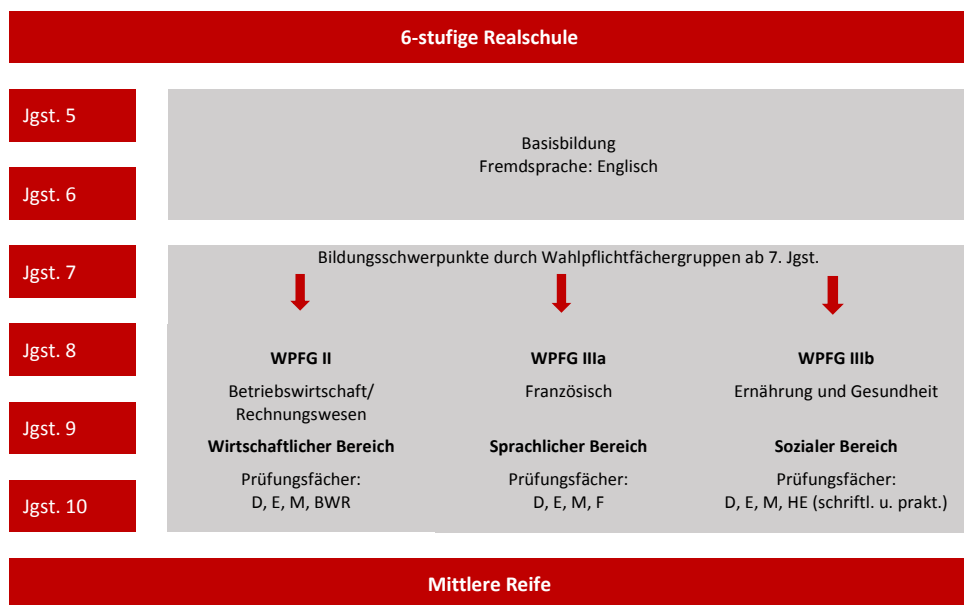 6-stufige Realschule
Jgst. 5
Jgst. 6
Basisbildung
Fremdsprache: Englisch
Jgst. 7
Jgst. 8
Jgst. 9
Jgst. 10
Bildungsschwerpunkte durch Wahlpflichtfächergruppen ab 7. Jgst.
WPFG II
Betriebswirtschaft/
Rechnungswesen
Wirtschaftlicher Bereich
Prüfungsfächer:
D, E, M, BWR
WPFG IIIa
Französisch
Sprachlicher Bereich
Prüfungsfächer:
D, E, M, F
WPFG IIIb
Ernährung und Gesundheit
Sozialer Bereich
Prüfungsfächer:
D, E, M, HE (schriftl. u. prakt.)
Mittlere Reife